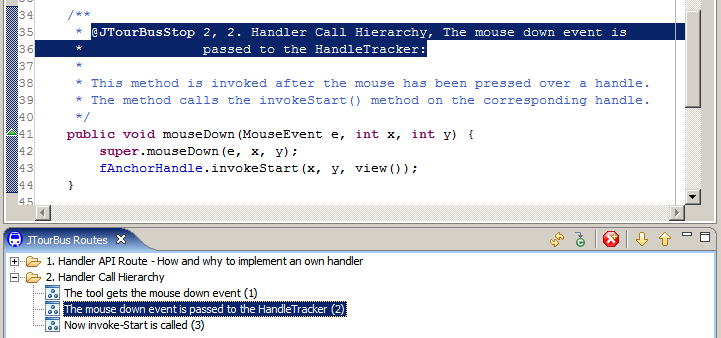 34 /**
35 * @JTourBusStop 2, 2. Handler Call Hierarchy, The mouse down event is
36 * passed to the HandleTracker:
37 *
38 * This method is invoked after the mouse has been pressed over a handle.
39 * The method calls the invokeStart() method on the corresponding handle.
40 */
41 public void mouseDown(MouseEvent e, int x, int y) {
42 super.mouseDown(e, x, y);
43 fAnchorHandle.invokeStart(x, y, view());
44 }
45
JTourBus Routes
1. Handler API Route - How and why to implement an own handler
2. Handler Call Hierarchy
The tool gets the mouse down event (1)
The mouse down event is passed to the HandleTracker (2)
Now invoke-Start is called (3)